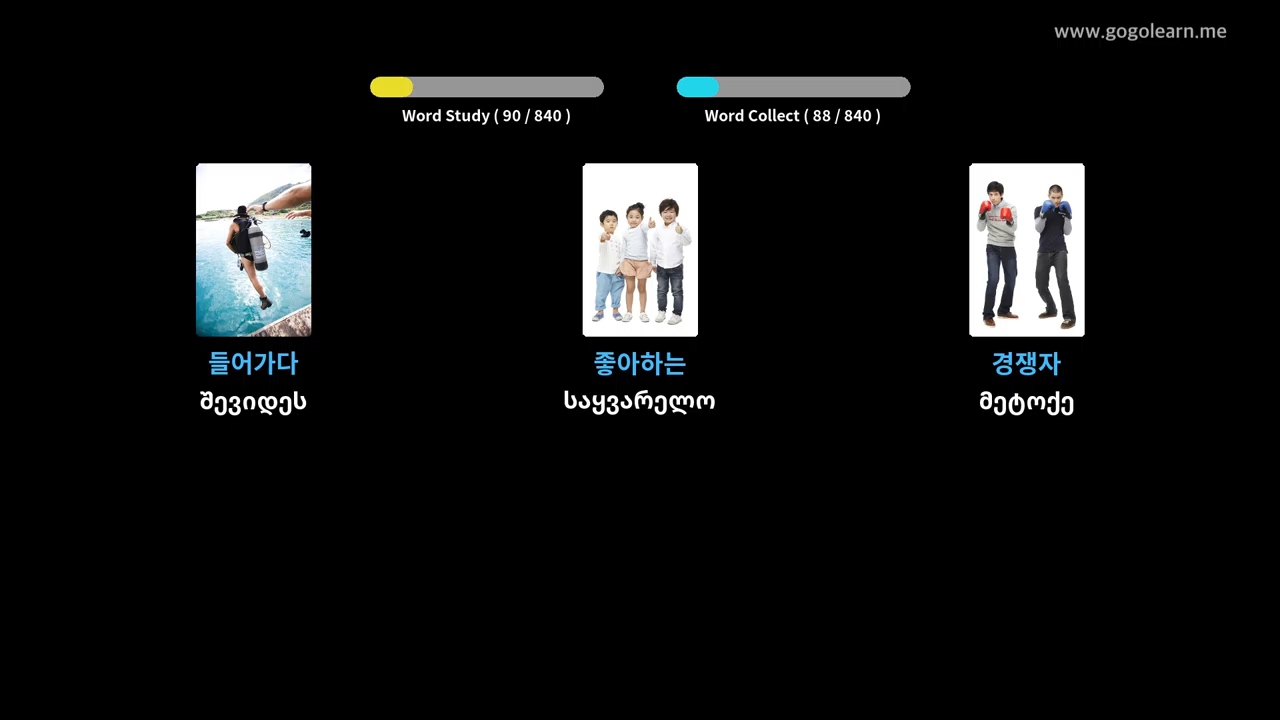 www.gogolearn.me
Word Study ( 90 / 840 )
Word Collect ( 88 / 840 )
들어가다
შევიდეს
좋아하는
საყვარელო
경쟁자
მეტოქე